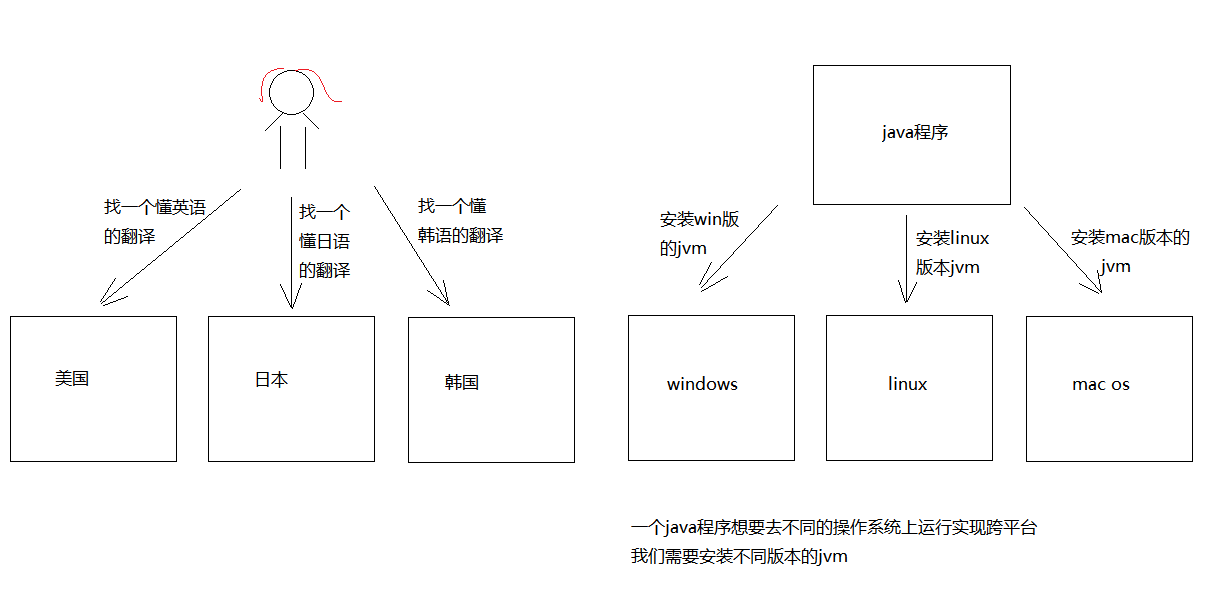 找一个懂英语
的翻译
找一个
懂日语
的翻译
找一个懂
韩语的翻译
美国
日本
韩国
java程序
安装win版
的jvm
安装linux
版本jvm
安装mac版本的
jvm
windows
linux
mac os
一个java程序想要去不同的操作系统上运行实现跨平台
我们需要安装不同版本的jvm